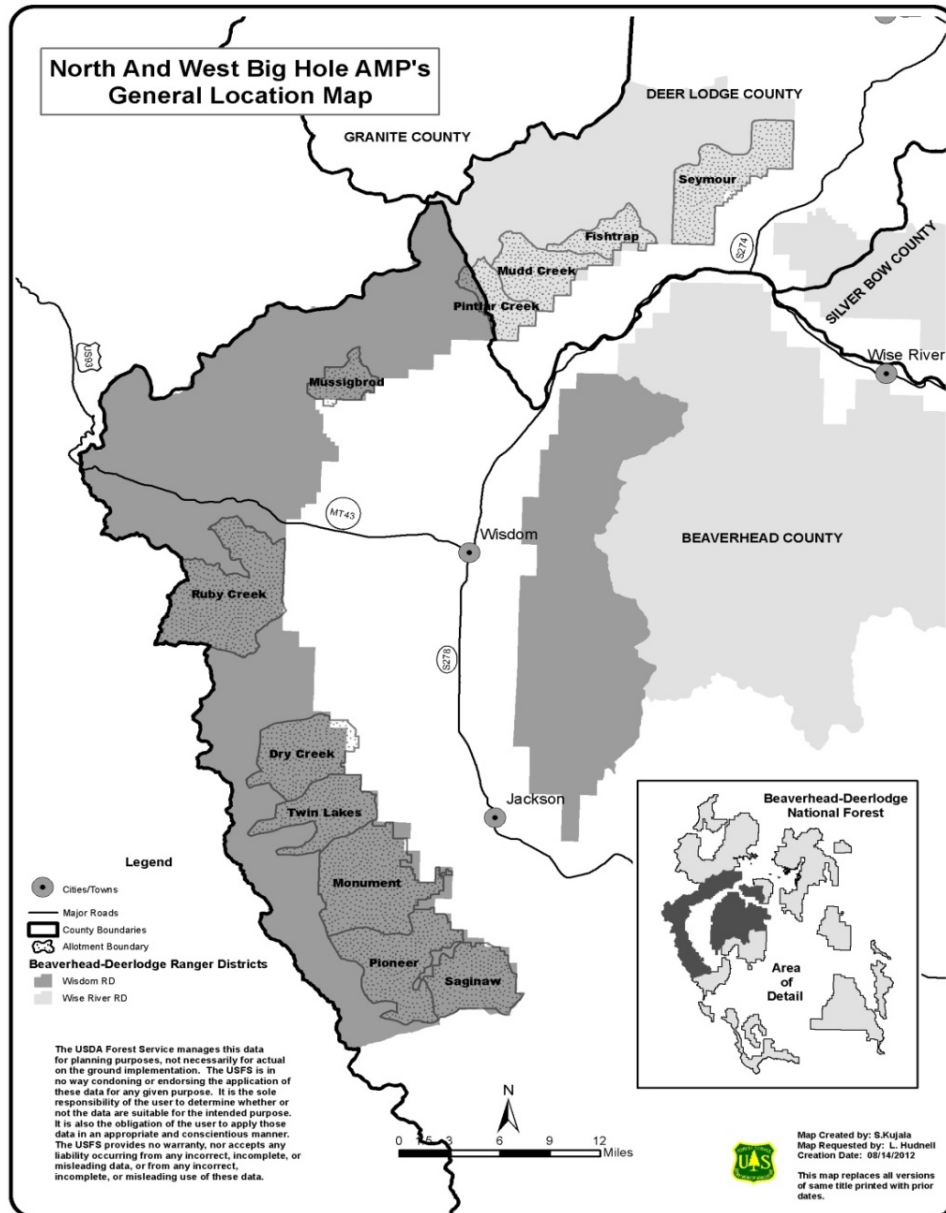 North And West Big Hole AMP's
General Location Map
DEER LODGE COUNTY
GRANITE COUNTY
Seymour
Fishtrap
Mudd Creek
S274
SILVER BOW COUNTY
Pintlar Creek
US93
Wise River
Mussigbrod
MT43
Wisdom
BEAVERHEAD COUNTY
Ruby Creek
S278
Dry Creek
Twin Lakes
Jackson
Monument
Pioneer
Saginaw
Legend
Cities/Towns
Major Roads
County Boundaries
Allotment Boundary
Beaverhead-Deerlodge Ranger Districts
Wisdom RD
Wise River RD
Beaverhead-Deerlodge
National Forest
Area
of
Detail
The USDA Forest Service manages this data
for planning purposes, not necessarily for actual
on the ground implementation. The USFS is in
no way condoning or endorsing the application of
these data for any given purpose. It is the sole
responsibility of the user to determine whether or
not the data are suitable for the intended purpose.
It is also the obligation of the user to apply those
data in an appropriate and conscientious manner.
The USFS provides no warranty, nor accepts any
liability occurring from any incorrect, incomplete, or
misleading data, or from any incorrect,
incomplete, or misleading use of these data.
N
0 1.5 3 6 9 12
Miles
U S
Map Created by: S.Kujala
Map Requested by: L. Hudnell
Creation Date: 08/14/2012
This map replaces all versions
of same title printed with prior
dates.